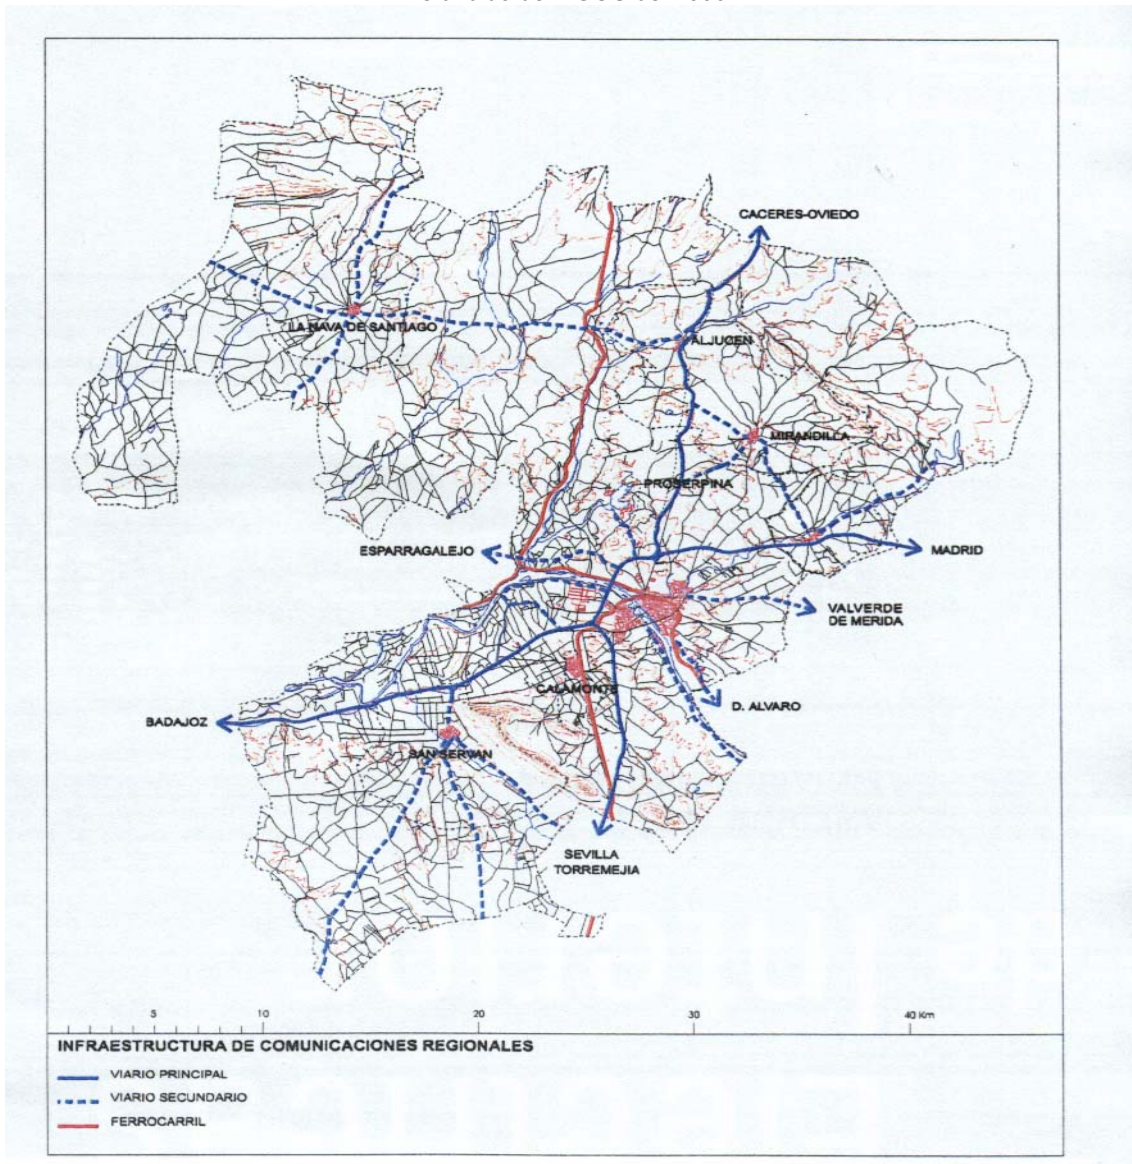 CACERES-OVIEDO
LA NAVA DE SANTIAGO
ALJUCEN
MIRANDILLA
PROSERPINA
ESPARRAGALEJO
MADRID
VALVERDE
DE MERIDA
CALAMONTE
D. ALVARO
BADAJOZ
SAN SERVAN
SEVILLA
TORREMEJIA
5 10 20 30 40 Km
INFRAESTRUCTURA DE COMUNICACIONES REGIONALES
VIARIO PRINCIPAL
VIARIO SECUNDARIO
FERROCARRIL